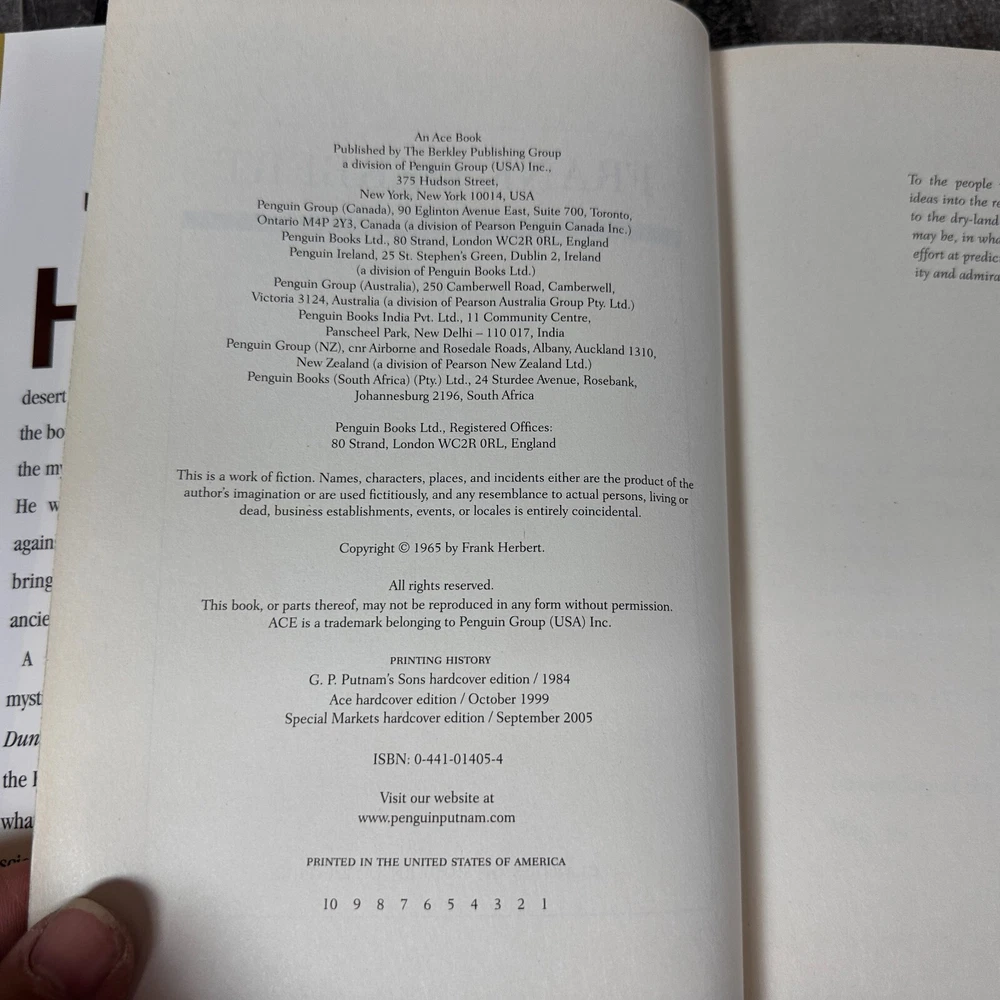 desert
the bo
the my
He w
again
bring
ancie
A
myst
Dun
the
wha
An Ace Book
Published by The Berkley Publishing Group
a division of Penguin Group (USA) Inc.,
375 Hudson Street,
New York, New York 10014, USA
Penguin Group (Canada), 90 Eglinton Avenue East, Suite 700, Toronto,
Ontario M4P 2Y3, Canada (a division of Pearson Penguin Canada Inc.)
Penguin Books Ltd., 80 Strand, London WC2R 0RL, England
Penguin Ireland, 25 St. Stephen's Green, Dublin 2, Ireland
(a division of Penguin Books Ltd.)
Penguin Group (Australia), 250 Camberwell Road, Camberwell,
Victoria 3124, Australia (a division of Pearson Australia Group Pty. Ltd.)
Penguin Books India Pvt. Ltd., 11 Community Centre,
Panscheel Park, New Delhi – 110 017, India
Penguin Group (NZ), cnr Airborne and Rosedale Roads, Albany, Auckland 1310,
New Zealand (a division of Pearson New Zealand Ltd.)
Penguin Books (South Africa) (Pty.) Ltd., 24 Sturdee Avenue, Rosebank,
Johannesburg 2196, South Africa
Penguin Books Ltd., Registered Offices:
80 Strand, London WC2R 0RL, England
This is a work of fiction. Names, characters, places, and incidents either are the product of the
author's imagination or are used fictitiously, and any resemblance to actual persons, living or
dead, business establishments, events, or locales is entirely coincidental.
Copyright © 1965 by Frank Herbert.
All rights reserved.
This book, or parts thereof, may not be reproduced in any form without permission.
ACE is a trademark belonging to Penguin Group (USA) Inc.
PRINTING HISTORY
G. P. Putnam's Sons hardcover edition / 1984
Ace hardcover edition / October 1999
Special Markets hardcover edition / September 2005
ISBN: 0-441-01405-4
Visit our website at
www.penguinputnam.com
PRINTED IN THE UNITED STATES OF AMERICA
10 9 8 7 6 5 4 3 2 1
To the people
ideas into the re
to the dry-land
may be, in wha
effort at predic
ity and admira